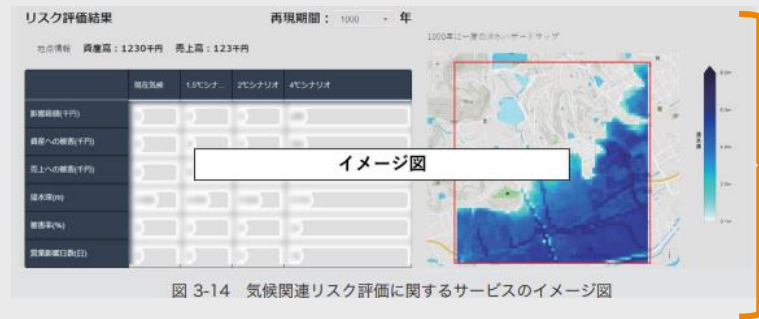 リスク評価結果
再現期間： 1000 年
地点情報 資産高：1230千円 売上高：123千円
1000年に一度の洪水ハザードマップ
現在気候 1.5℃シナ... 2℃シナリオ 4℃シナリオ
影響総額(千円)
資産への被害(千円)
売上への被害(千円)
浸水深(m)
被害率(%)
営業影響日数(日)
イメージ図
浸水深
図 3-14 気候関連リスク評価に関するサービスのイメージ図